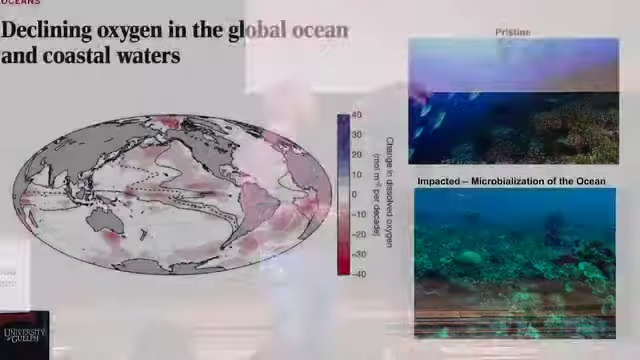 OCEANS
Declining oxygen in the global ocean
and coastal waters
Pristine
40
30
20
10
0
−10
−20
−30
−40
Change in dissolved oxygen
(mol m⁻² per decade)
Impacted – Microbialization of the Ocean
UNIVERSITY
of GUELPH